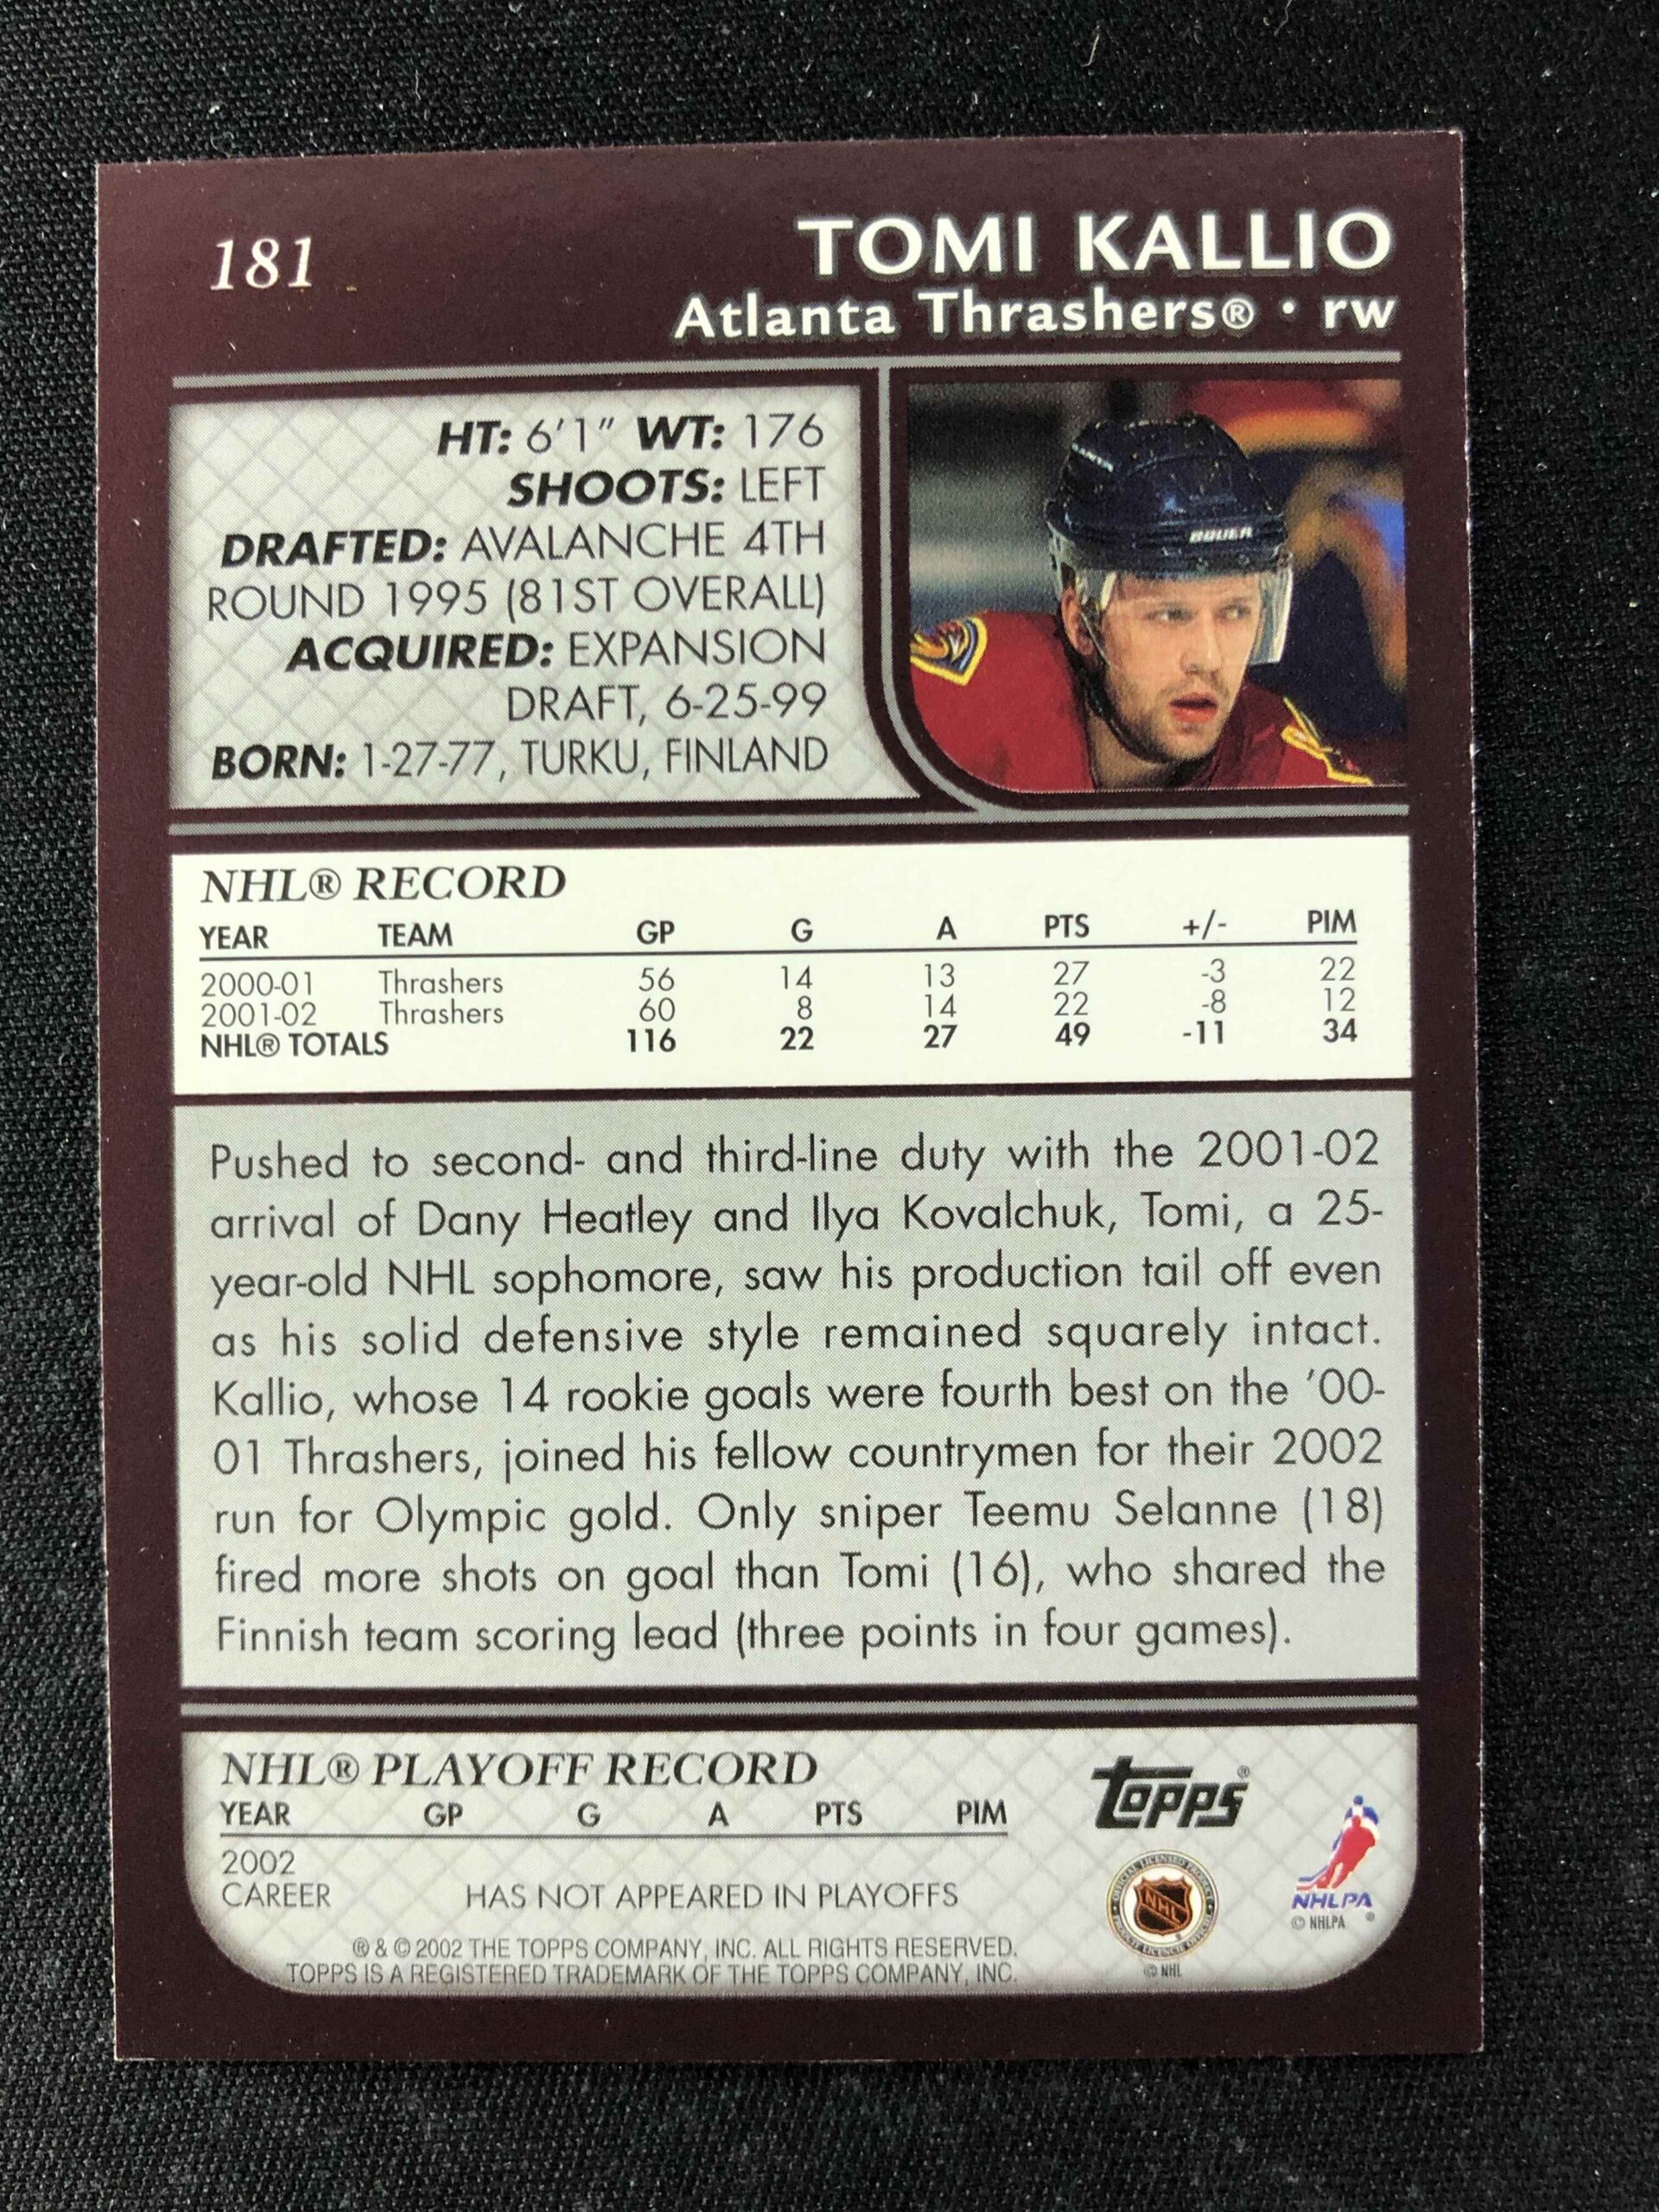 181
TOMI KALLIO
Atlanta Thrashers® • rw
HT: 6'1" WT: 176
SHOOTS: LEFT
DRAFTED: AVALANCHE 4TH
ROUND 1995 (81ST OVERALL)
ACQUIRED: EXPANSION
DRAFT, 6-25-99
BORN: 1-27-77, TURKU, FINLAND
BAUER
NHL® RECORD
YEAR TEAM GP G A PTS +/- PIM
2000-01 Thrashers 56 14 13 27 -3 22
2001-02 Thrashers 60 8 14 22 -8 12
NHL® TOTALS 116 22 27 49 -11 34
Pushed to second- and third-line duty with the 2001-02
arrival of Dany Heatley and Ilya Kovalchuk, Tomi, a 25-
year-old NHL sophomore, saw his production tail off even
as his solid defensive style remained squarely intact.
Kallio, whose 14 rookie goals were fourth best on the '00-
01 Thrashers, joined his fellow countrymen for their 2002
run for Olympic gold. Only sniper Teemu Selanne (18)
fired more shots on goal than Tomi (16), who shared the
Finnish team scoring lead (three points in four games).
NHL® PLAYOFF RECORD
YEAR GP G A PTS PIM
2002
CAREER HAS NOT APPEARED IN PLAYOFFS
® & © 2002 THE TOPPS COMPANY, INC. ALL RIGHTS RESERVED.
TOPPS IS A REGISTERED TRADEMARK OF THE TOPPS COMPANY, INC.
topps®
OFFICIAL LICENSED PRODUCT
NHL
© NHL
NHLPA
© NHLPA ®